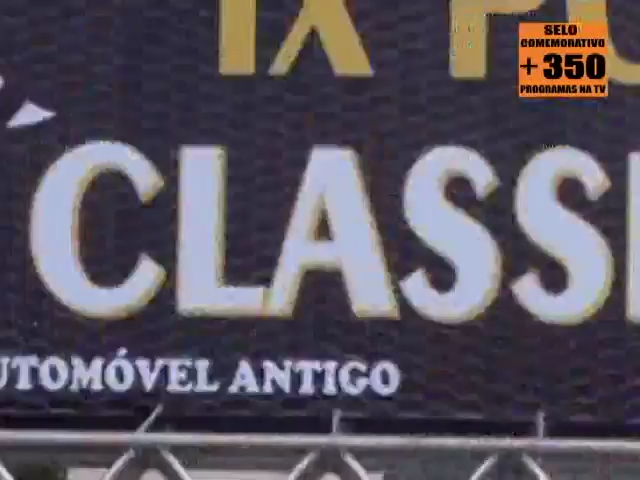 IX
SELO
COMEMORATIVO
+350
PROGRAMAS NA TV
CLASS
UTOMÓVEL ANTIGO